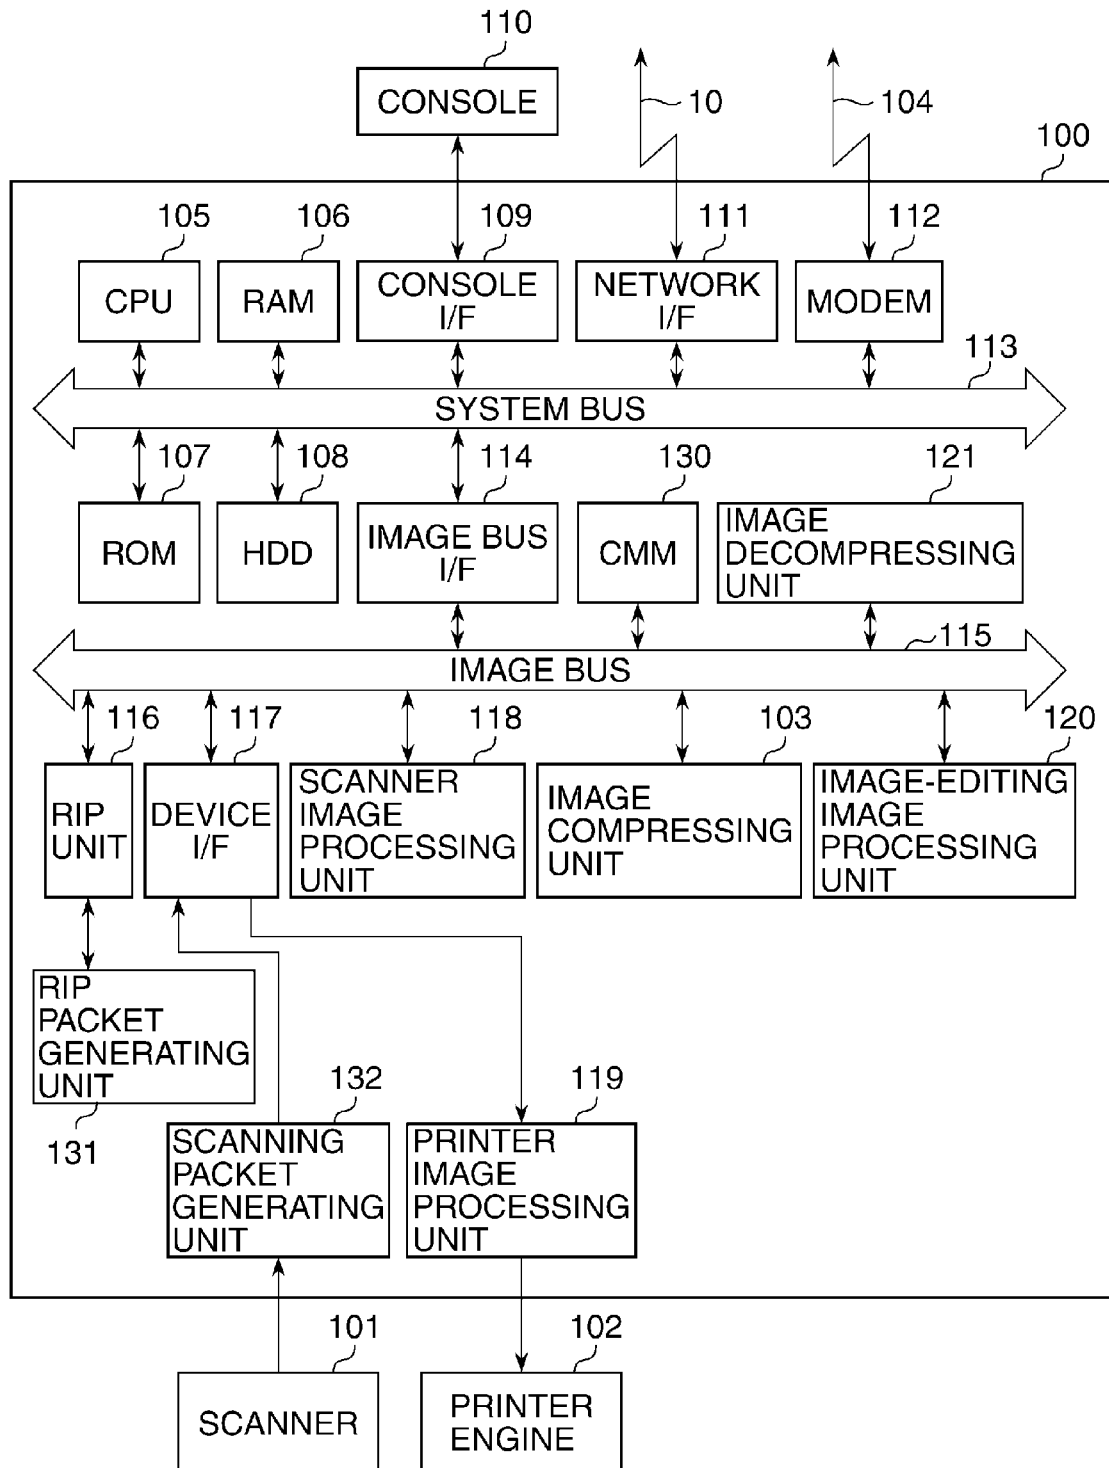 110
CONSOLE
10
104
100
105
106
109
111
112
CPU
RAM
CONSOLE
I/F
NETWORK
I/F
MODEM
113
SYSTEM BUS
107
108
114
130
121
ROM
HDD
IMAGE BUS
I/F
CMM
IMAGE
DECOMPRESSING
UNIT
115
IMAGE BUS
116
117
118
103
120
RIP
UNIT
DEVICE
I/F
SCANNER
IMAGE
PROCESSING
UNIT
IMAGE
COMPRESSING
UNIT
IMAGE-EDITING
IMAGE
PROCESSING
UNIT
RIP
PACKET
GENERATING
UNIT
131
132
119
SCANNING
PACKET
GENERATING
UNIT
PRINTER
IMAGE
PROCESSING
UNIT
101
102
SCANNER
PRINTER
ENGINE